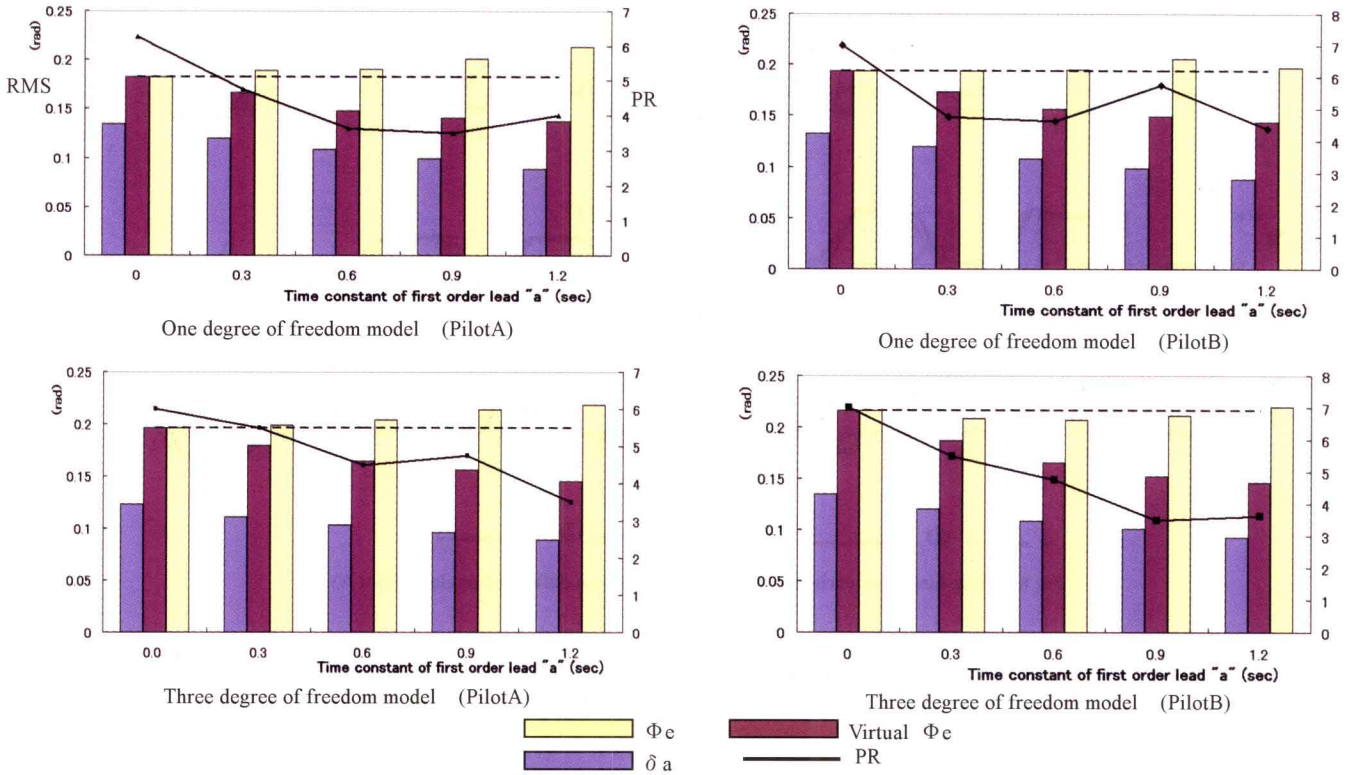 (rad)
RMS
0.25
0.2
0.15
0.1
0.05
0
7
6
5
4
3
2
1
0
PR
0 0.3 0.6 0.9 1.2
Time constant of first order lead "a" (sec)
One degree of freedom model (PilotA)
(rad)
0.25
0.2
0.15
0.1
0.05
0
8
7
6
5
4
3
2
1
0
0 0.3 0.6 0.9 1.2
Time constant of first order lead "a" (sec)
One degree of freedom model (PilotB)
(rad)
0.25
0.2
0.15
0.1
0.05
0
7
6
5
4
3
2
1
0
0.0 0.3 0.6 0.9 1.2
Time constant of first order lead "a" (sec)
Three degree of freedom model (PilotA)
(rad)
0.25
0.2
0.15
0.1
0.05
0
8
7
6
5
4
3
2
1
0
0 0.3 0.6 0.9 1.2
Time constant of first order lead "a" (sec)
Three degree of freedom model (PilotB)
Φe
Virtual Φe
δa
PR